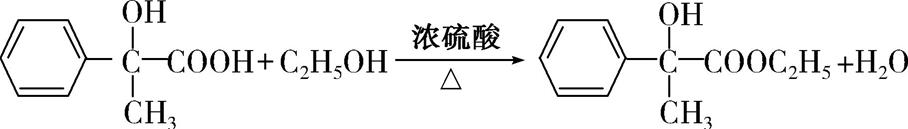 OH OH
C—COOH+C₂H₅OH 浓硫酸 △ C—COOC₂H₅+H₂O
CH₃ CH₃